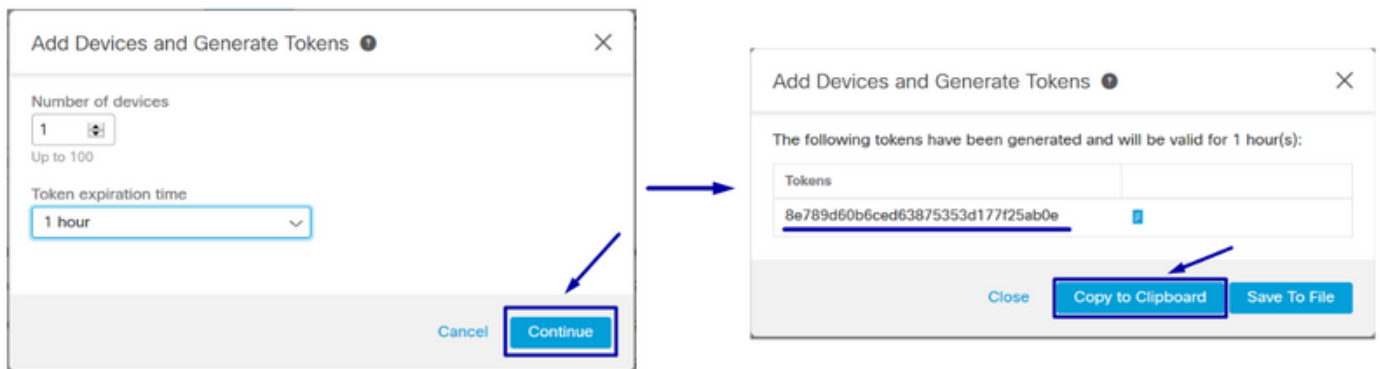 Add Devices and Generate Tokens ?
Number of devices
1
Up to 100
Token expiration time
1 hour
Cancel
Continue
Add Devices and Generate Tokens ?
The following tokens have been generated and will be valid for 1 hour(s):
Tokens
8e789d60b6ced63875353d177f25ab0e
Close
Copy to Clipboard
Save To File